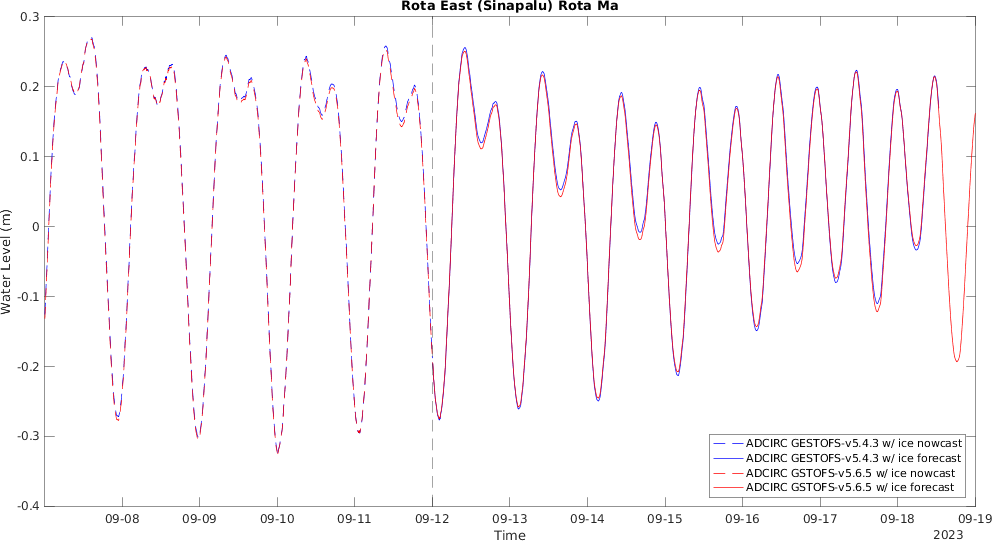 Rota East (Sinapalu) Rota Ma
0.3
0.2
0.1
0
-0.1
-0.2
-0.3
-0.4
Water Level (m)
ADCIRC GESTOFS-v5.4.3 w/ ice nowcast
ADCIRC GESTOFS-v5.4.3 w/ ice forecast
ADCIRC GSTOFS-v5.6.5 w/ ice nowcast
ADCIRC GSTOFS-v5.6.5 w/ ice forecast
09-08 09-09 09-10 09-11 09-12 09-13 09-14 09-15 09-16 09-17 09-18 09-19
Time
2023